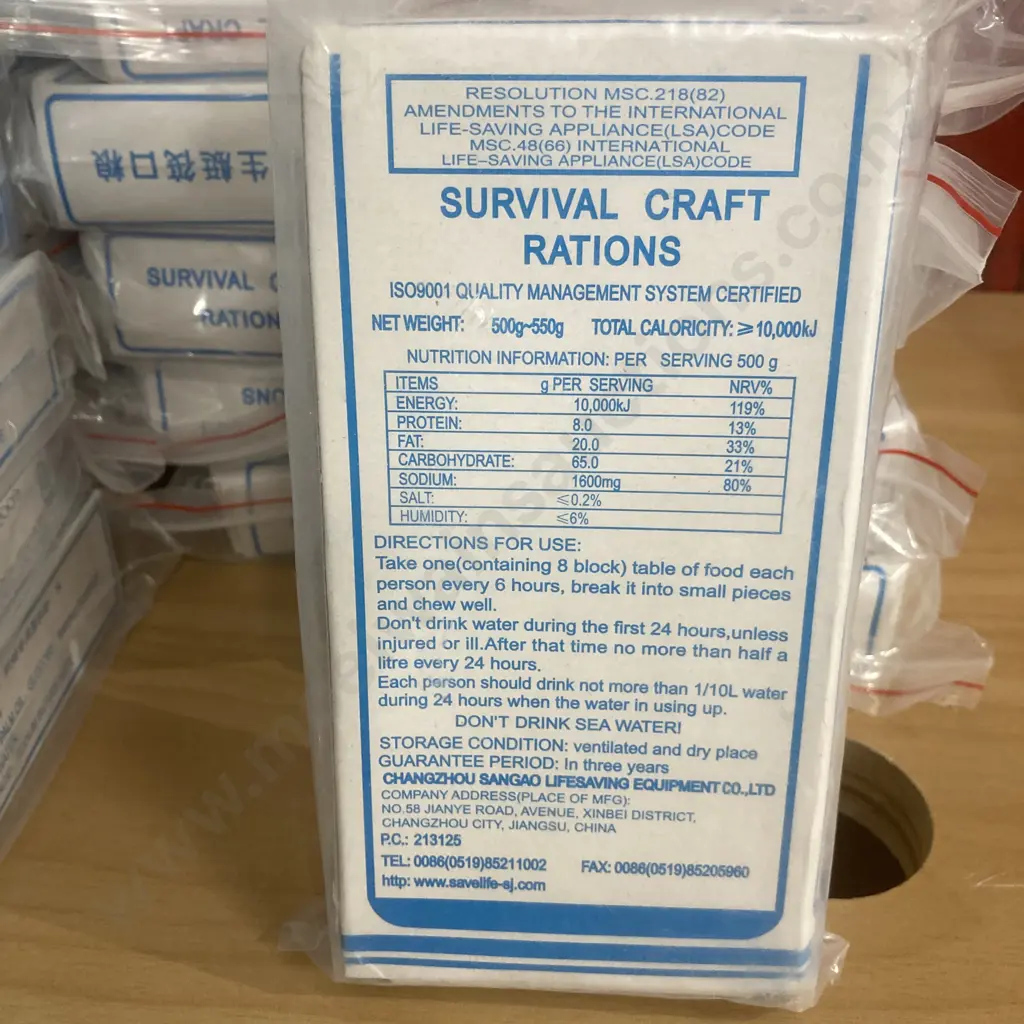 RESOLUTION MSC.218(82)
AMENDMENTS TO THE INTERNATIONAL
LIFE-SAVING APPLIANCE(LSA)CODE
MSC.48(66) INTERNATIONAL
LIFE-SAVING APPLIANCE(LSA)CODE
SURVIVAL CRAFT
RATIONS
ISO9001 QUALITY MANAGEMENT SYSTEM CERTIFIED
NET WEIGHT: 500g~550g TOTAL CALORICITY: ≥10,000kJ
NUTRITION INFORMATION: PER SERVING 500 g
ITEMS g PER SERVING NRV%
ENERGY: 10,000kJ 119%
PROTEIN: 8.0 13%
FAT: 20.0 33%
CARBOHYDRATE: 65.0 21%
SODIUM: 1600mg 80%
SALT: ≤0.2%
HUMIDITY: ≤6%
DIRECTIONS FOR USE:
Take one(containing 8 block) table of food each
person every 6 hours, break it into small pieces
and chew well.
Don't drink water during the first 24 hours,unless
injured or ill.After that time no more than half a
litre every 24 hours.
Each person should drink not more than 1/10L water
during 24 hours when the water in using up.
DON'T DRINK SEA WATER!
STORAGE CONDITION: ventilated and dry place
GUARANTEE PERIOD: In three years
CHANGZHOU SANGAO LIFESAVING EQUIPMENT CO.,LTD
COMPANY ADDRESS(PLACE OF MFG):
NO.58 JIANYE ROAD, AVENUE, XINBEI DISTRICT,
CHANGZHOU CITY, JIANGSU, CHINA
P.C.: 213125
TEL: 0086(0519)85211002 FAX: 0086(0519)85205960
http: www.savelife-sj.com
生艇筏口粮
SURVIVAL C
RATION